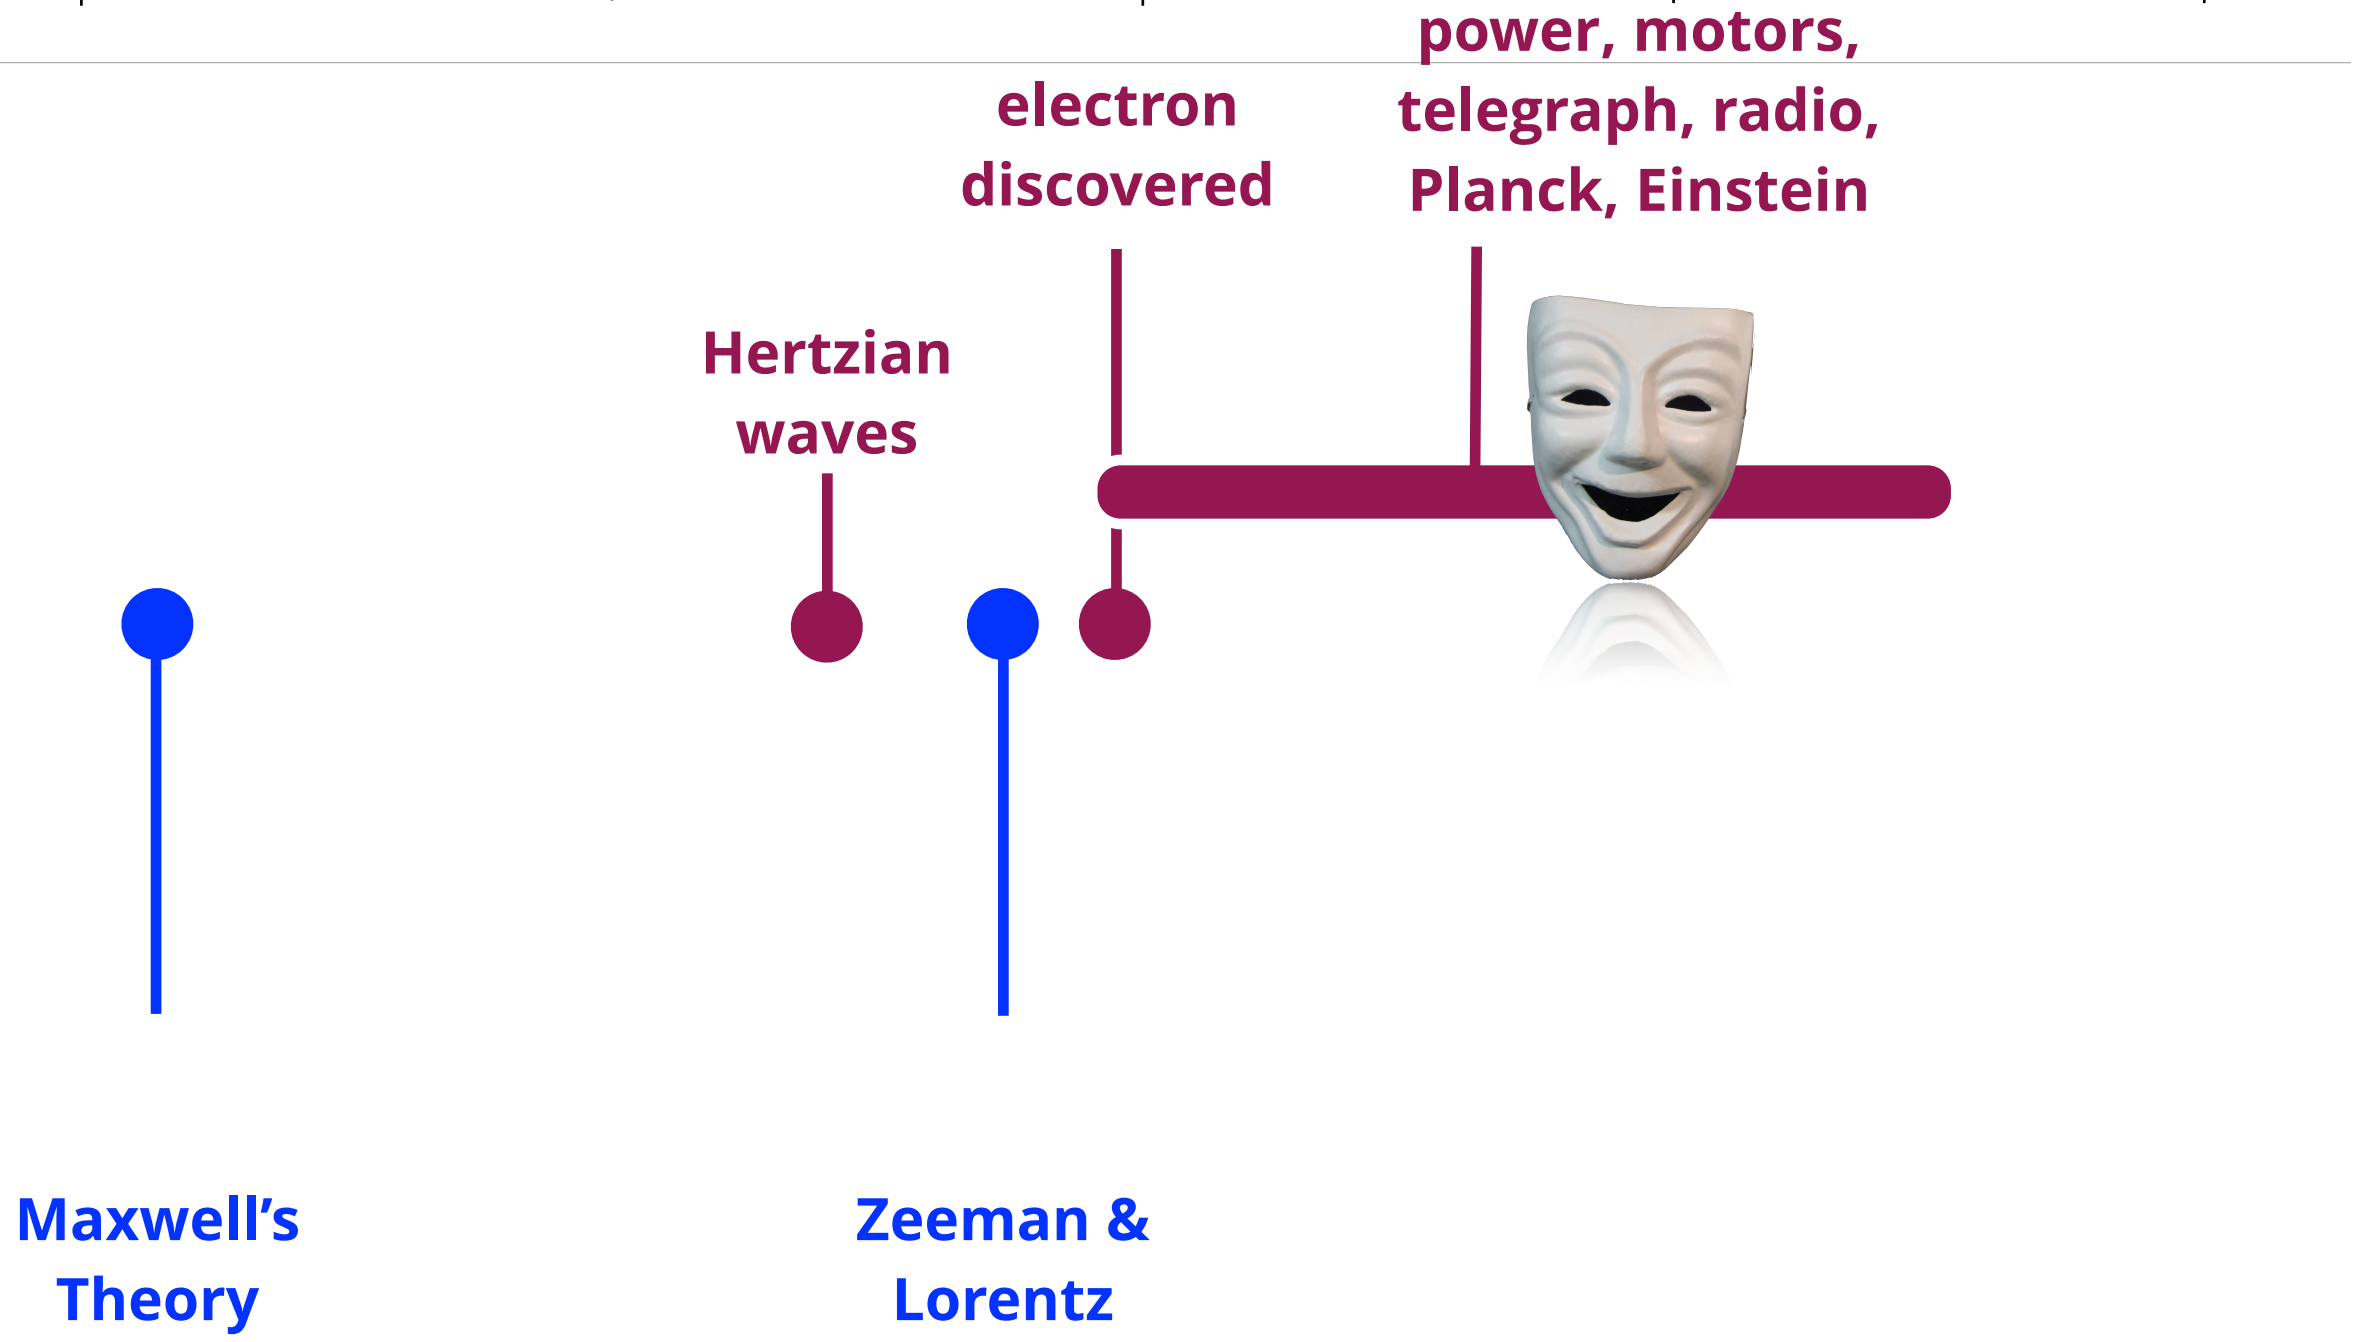 power, motors,
telegraph, radio,
Planck, Einstein
electron
discovered
Hertzian
waves
Maxwell’s
Theory
Zeeman &
Lorentz